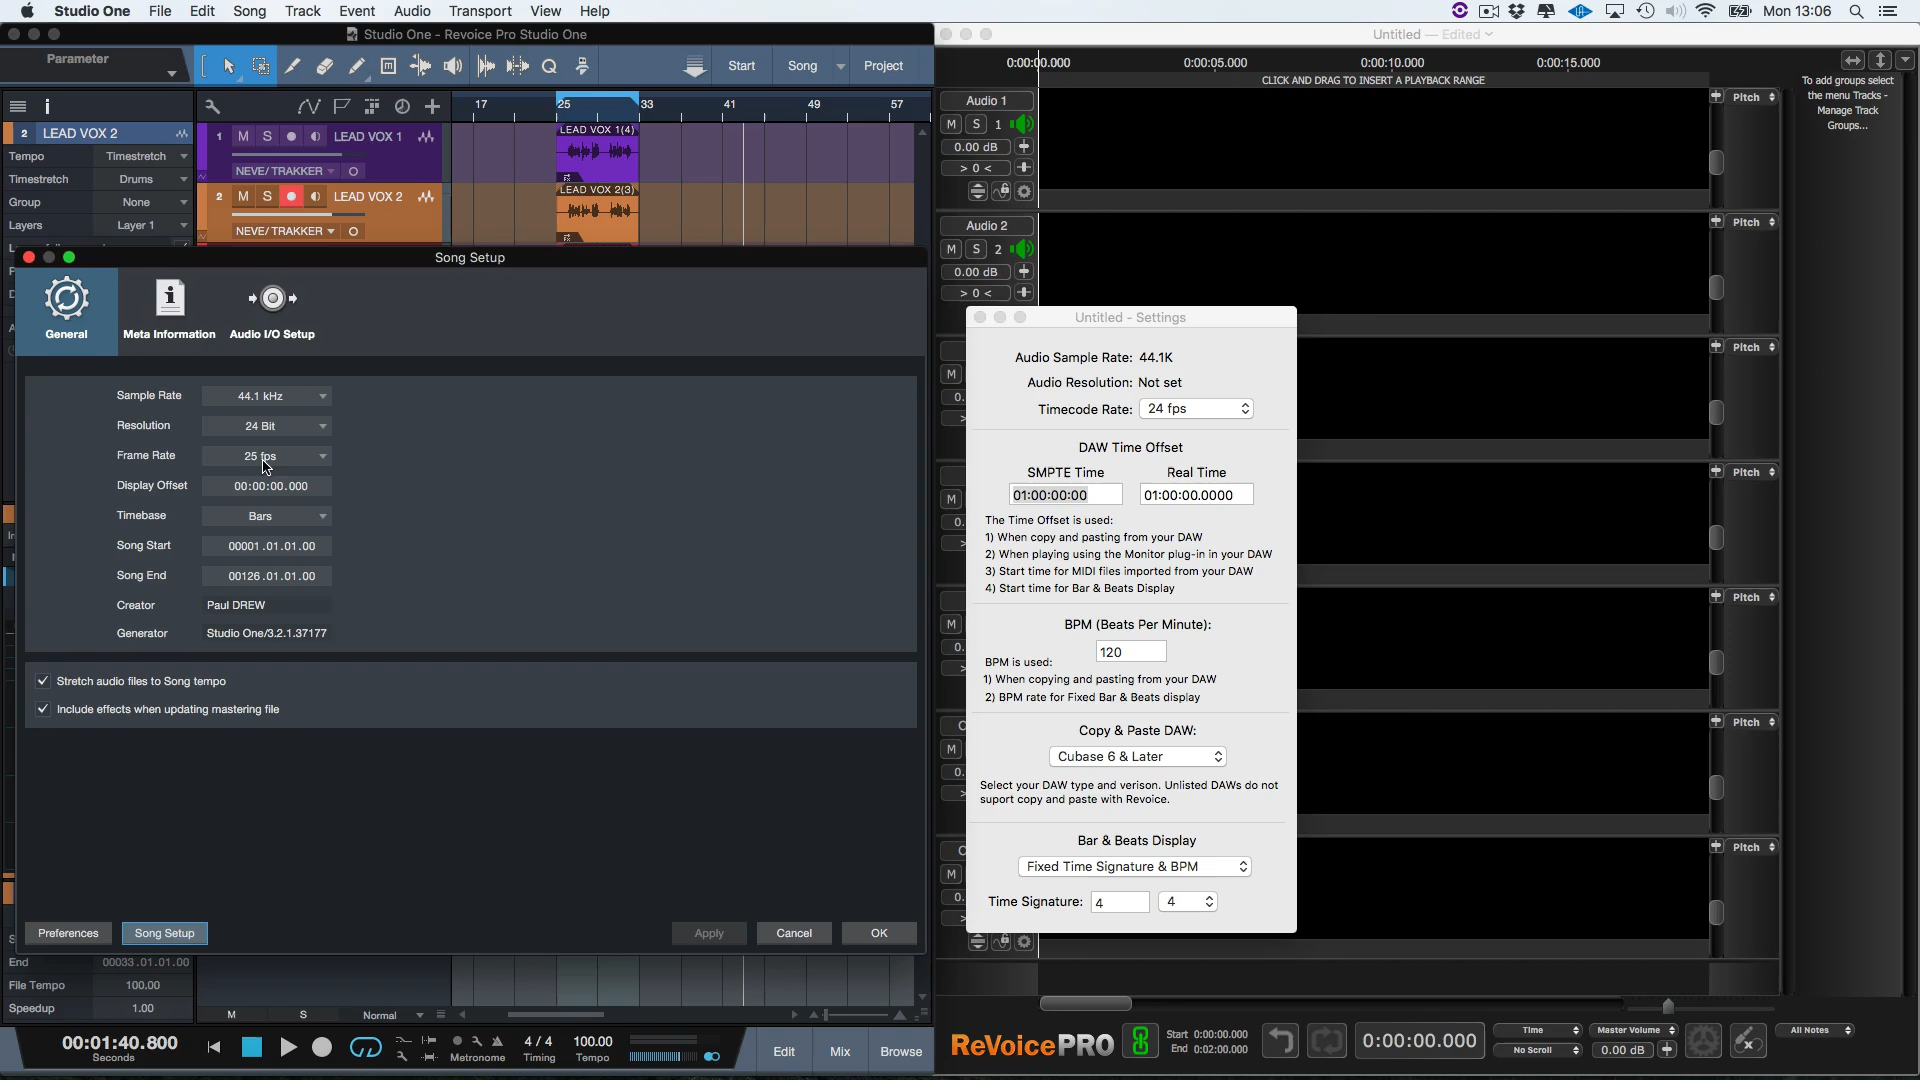 Studio One File Edit Song Track Event Audio Transport View Help Mon 13:06
Studio One - Revoice Pro Studio One
Untitled — Edited
Parameter
Start Song Project
17 25 33 41 49 57
2 LEAD VOX 2
Tempo Timestretch
Timestretch Drums
Group None
Layers Layer 1
1 M S LEAD VOX 1
NEVE/ TRAKKER
2 M S LEAD VOX 2
NEVE/ TRAKKER
LEAD VOX 1(4)
LEAD VOX 2(3)
Song Setup
General Meta Information Audio I/O Setup
Sample Rate 44.1 kHz
Resolution 24 Bit
Frame Rate 25 fps
Display Offset 00:00:00.000
Timebase Bars
Song Start 00001.01.01.00
Song End 00126.01.01.00
Creator Paul DREW
Generator Studio One/3.2.1.37177
Stretch audio files to Song tempo
Include effects when updating mastering file
Preferences Song Setup Apply Cancel OK
End 00033.01.01.00
File Tempo 100.00
Speedup 1.00
M S Normal
00:01:40.800
Seconds
Metronome
4 / 4
Timing
100.00
Tempo
Edit Mix Browse
0:00:00.000 0:00:05.000 0:00:10.000 0:00:15.000
CLICK AND DRAG TO INSERT A PLAYBACK RANGE
To add groups select
the menu Tracks -
Manage Track
Groups...
Audio 1
M S 1
0.00 dB
> 0 <
Pitch
Audio 2
M S 2
0.00 dB
> 0 <
Pitch
M
Pitch
M
Pitch
M
Pitch
M
Pitch
M
Pitch
Untitled - Settings
Audio Sample Rate: 44.1K
Audio Resolution: Not set
Timecode Rate: 24 fps
DAW Time Offset
SMPTE Time Real Time
01:00:00:00 01:00:00.0000
The Time Offset is used:
1) When copy and pasting from your DAW
2) When playing using the Monitor plug-in in your DAW
3) Start time for MIDI files imported from your DAW
4) Start time for Bar & Beats Display
BPM (Beats Per Minute):
120
BPM is used:
1) When copying and pasting from your DAW
2) BPM rate for Fixed Bar & Beats display
Copy & Paste DAW:
Cubase 6 & Later
Select your DAW type and verison. Unlisted DAWs do not
suport copy and paste with Revoice.
Bar & Beats Display
Fixed Time Signature & BPM
Time Signature: 4 4
ReVoicePRO
Start 0:00:00.000
End 0:02:00.000
0:00:00.000
Time
No Scroll
Master Volume
0.00 dB
All Notes